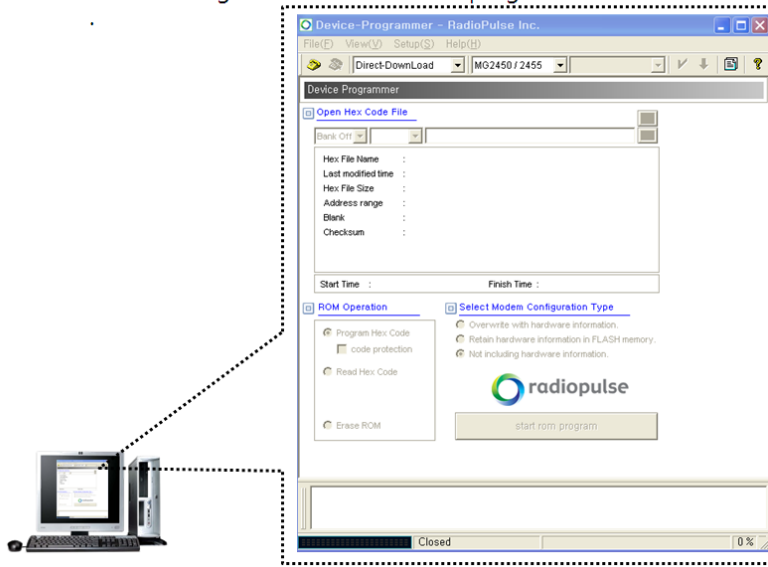 Device-Programmer - RadioPulse Inc.
File(F) View(V) Setup(S) Help(H)
Direct-DownLoad MG2450 / 2455
Device Programmer
Open Hex Code File
Bank Off
Hex File Name :
Last modified time :
Hex File Size :
Address range :
Blank :
Checksum :
Start Time : Finish Time :
ROM Operation Select Modem Configuration Type
Program Hex Code Overwrite with hardware information.
code protection Retain hardware information in FLASH memory.
Read Hex Code Not including hardware information.
radiopulse
Erase ROM start rom program
Closed 0 %